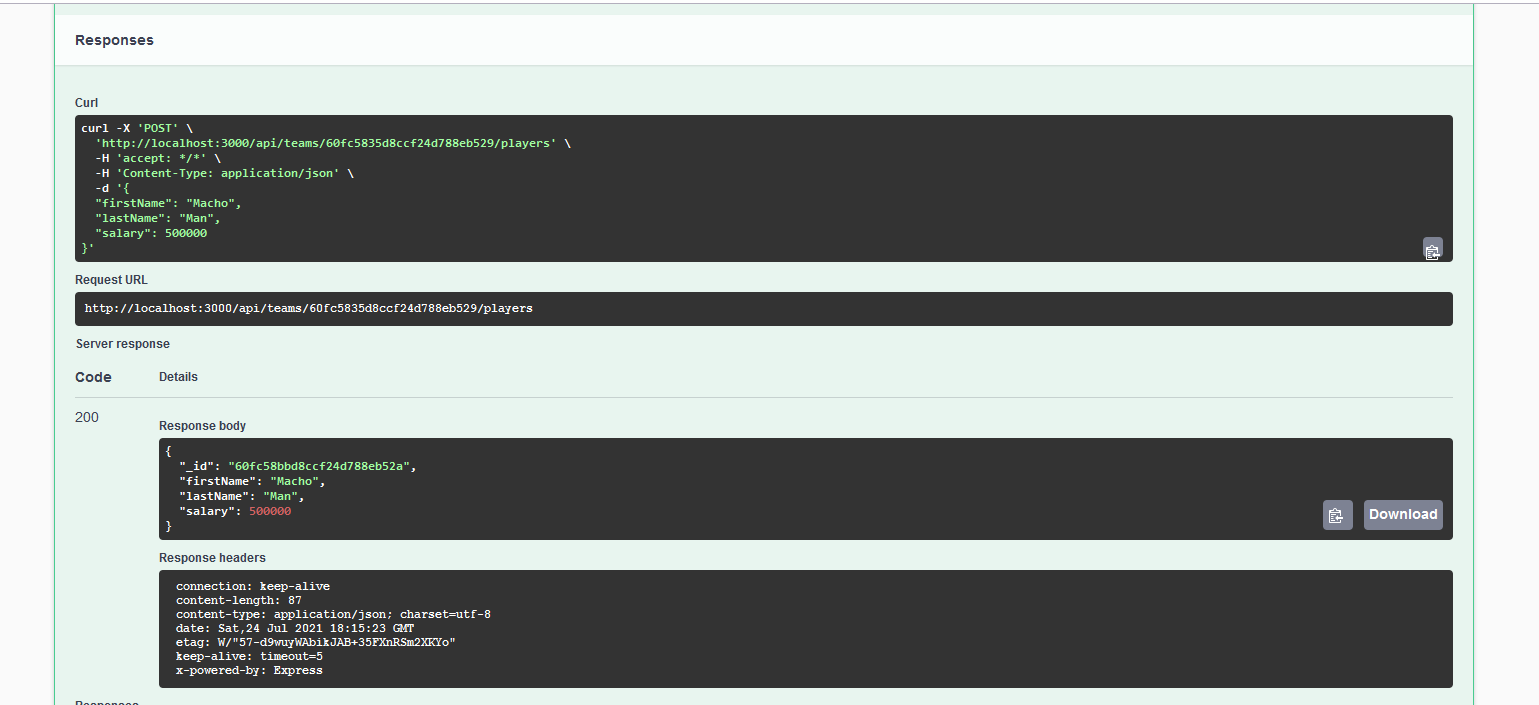 Responses
Curl
curl -X 'POST' \
  'http://localhost:3000/api/teams/60fc5835d8ccf24d788eb529/players' \
  -H 'accept: */*' \
  -H 'Content-Type: application/json' \
  -d '{
  "firstName": "Macho",
  "lastName": "Man",
  "salary": 500000
}'
Request URL
http://localhost:3000/api/teams/60fc5835d8ccf24d788eb529/players
Server response
Code Details
200
Response body
{
  "_id": "60fc58bbd8ccf24d788eb52a",
  "firstName": "Macho",
  "lastName": "Man",
  "salary": 500000
}
Download
Response headers
connection: keep-alive
content-length: 87
content-type: application/json; charset=utf-8
date: Sat,24 Jul 2021 18:15:23 GMT
etag: W/"57-d9wuyWAbikJAB+35FXnRSm2XKYo"
keep-alive: timeout=5
x-powered-by: Express
Responses